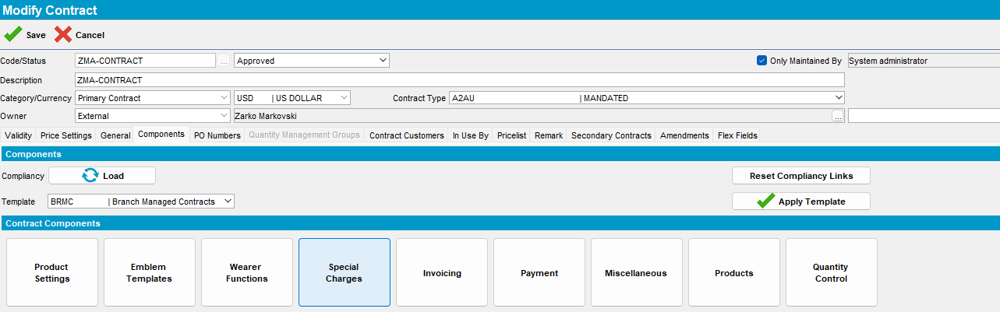 Modify Contract
Save Cancel
Code/Status ZMA-CONTRACT ... Approved Only Maintained By System administrator
Description ZMA-CONTRACT
Category/Currency Primary Contract USD | US DOLLAR Contract Type A2AU | MANDATED
Owner External Zarko Markovski ...
Validity Price Settings General Components PO Numbers Quantity Management Groups Contract Customers In Use By Pricelist Remark Secondary Contracts Amendments Flex Fields
Components
Compliancy Load Reset Compliancy Links
Template BRMC | Branch Managed Contracts Apply Template
Contract Components
Product Emblem Wearer Special Invoicing Payment Miscellaneous Products Quantity
Settings Templates Functions Charges Control